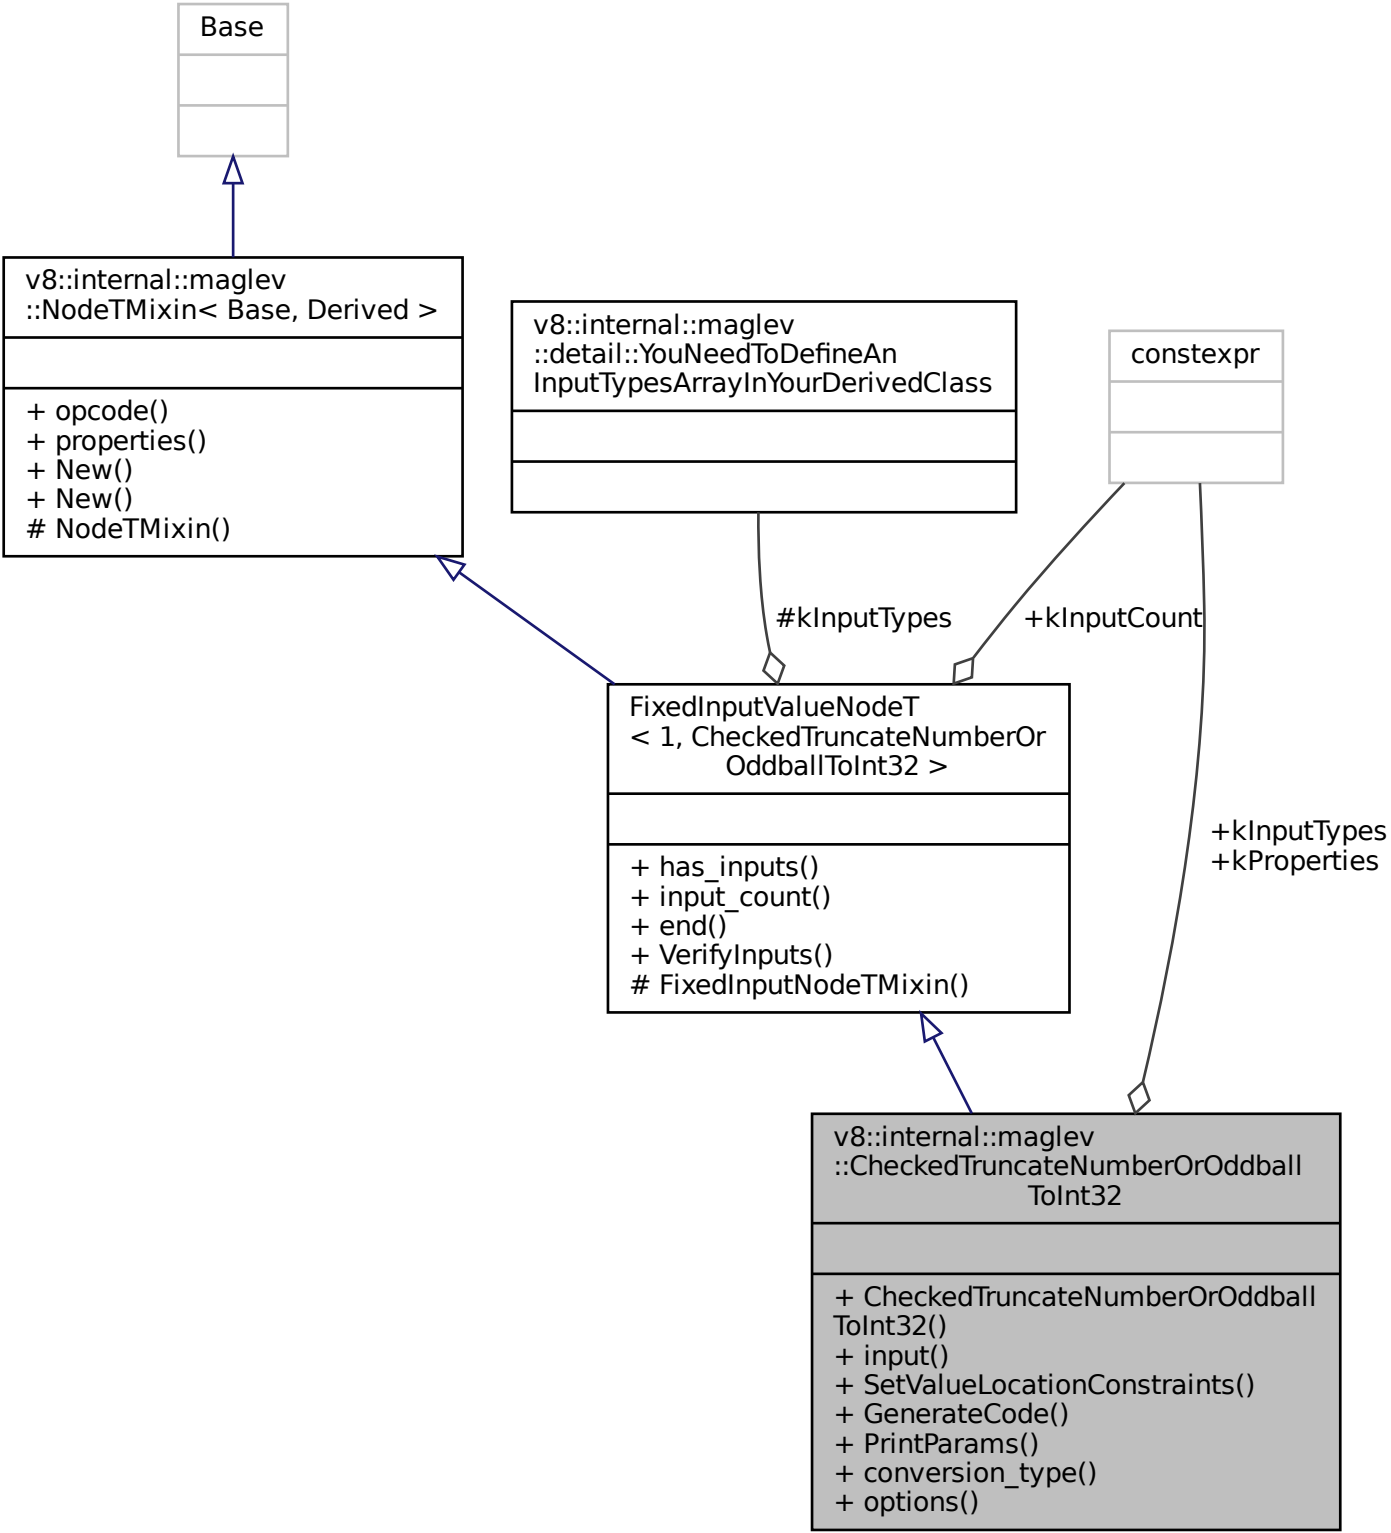 Base
v8::internal::maglev
::NodeTMixin< Base, Derived >
+ opcode()
+ properties()
+ New()
+ New()
# NodeTMixin()
v8::internal::maglev
::detail::YouNeedToDefineAn
InputTypesArrayInYourDerivedClass
constexpr
#kInputTypes
+kInputCount
FixedInputValueNodeT
< 1, CheckedTruncateNumberOr
OddballToInt32 >
+ has_inputs()
+ input_count()
+ end()
+ VerifyInputs()
# FixedInputNodeTMixin()
+kInputTypes
+kProperties
v8::internal::maglev
::CheckedTruncateNumberOrOddball
ToInt32
+ CheckedTruncateNumberOrOddball
ToInt32()
+ input()
+ SetValueLocationConstraints()
+ GenerateCode()
+ PrintParams()
+ conversion_type()
+ options()